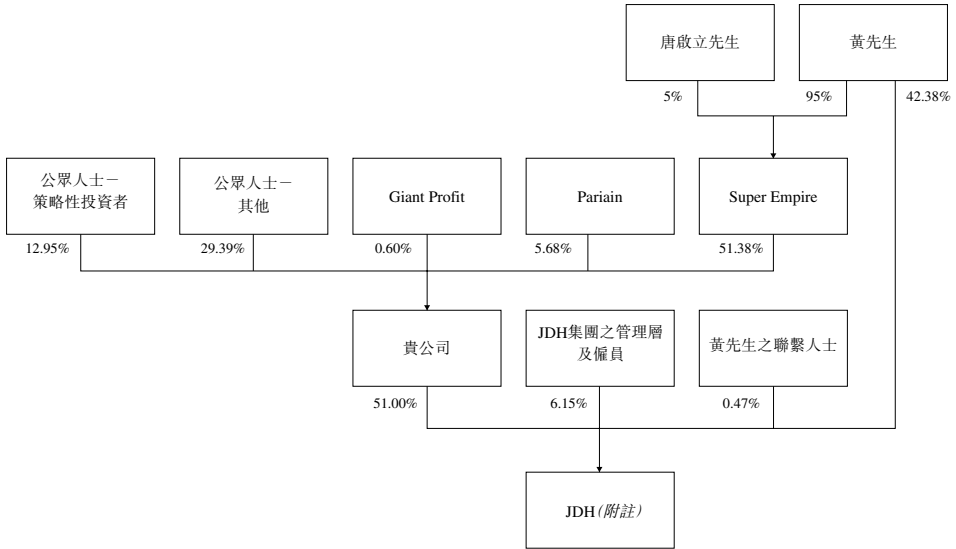 唐啟立先生
黃先生
5%
95%
42.38%
公眾人士－
策略性投資者
公眾人士－
其他
Giant Profit
Pariain
Super Empire
12.95%
29.39%
0.60%
5.68%
51.38%
貴公司
JDH集團之管理層
及僱員
黃先生之聯繫人士
51.00%
6.15%
0.47%
JDH(附註)